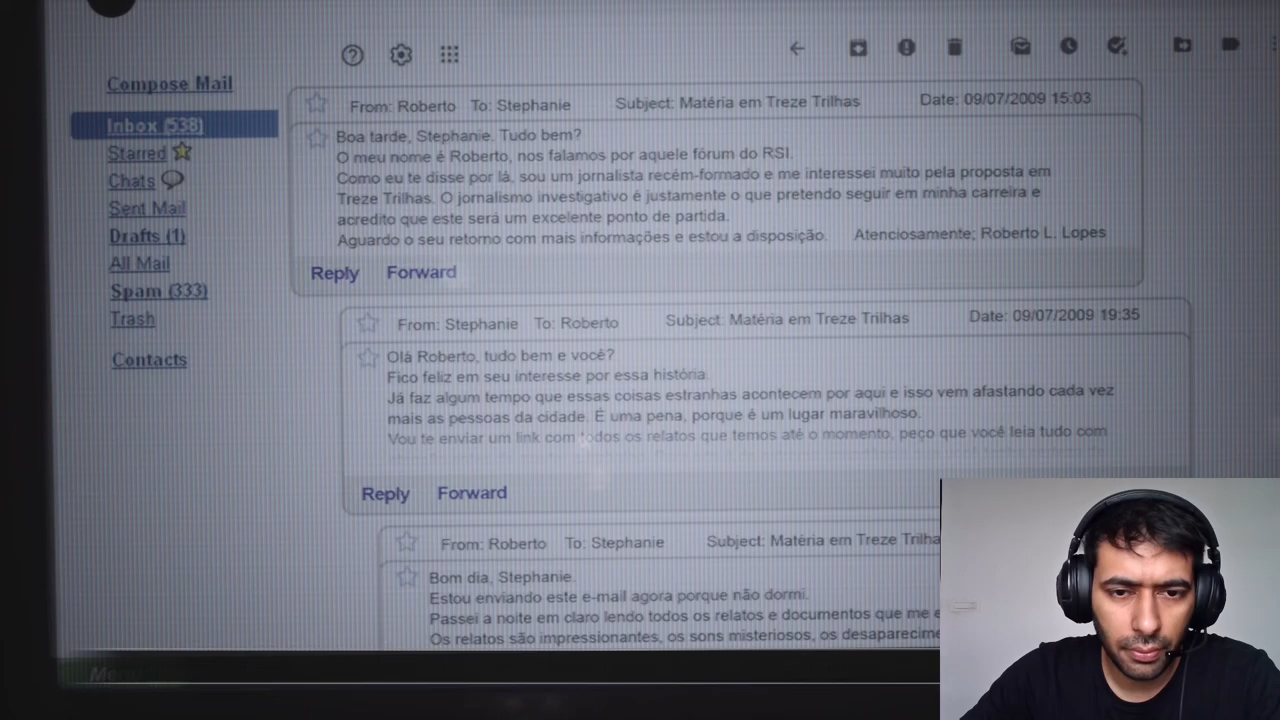 Compose Mail
Inbox (538)
Starred
Chats
Sent Mail
Drafts (1)
All Mail
Spam (333)
Trash
Contacts
From: Roberto To: Stephanie Subject: Matéria em Treze Trilhas Date: 09/07/2009 15:03
Boa tarde, Stephanie. Tudo bem?
O meu nome é Roberto, nos falamos por aquele fórum do RSI.
Como eu te disse por lá, sou um jornalista recém-formado e me interessei muito pela proposta em
Treze Trilhas. O jornalismo investigativo é justamente o que pretendo seguir em minha carreira e
acredito que este será um excelente ponto de partida.
Aguardo o seu retorno com mais informações e estou a disposição. Atenciosamente; Roberto L. Lopes
Reply Forward
From: Stephanie To: Roberto Subject: Matéria em Treze Trilhas Date: 09/07/2009 19:35
Olá Roberto, tudo bem e você?
Fico feliz em seu interesse por essa história.
Já faz algum tempo que essas coisas estranhas acontecem por aqui e isso vem afastando cada vez
mais as pessoas da cidade. É uma pena, porque é um lugar maravilhoso.
Vou te enviar um link com todos os relatos que temos até o momento, peço que você leia tudo com
Reply Forward
From: Roberto To: Stephanie Subject: Matéria em Treze Trilha
Bom dia, Stephanie.
Estou enviando este e-mail agora porque não dormi.
Passei a noite em claro lendo todos os relatos e documentos que me e
Os relatos são impressionantes, os sons misteriosos, os desaparecime